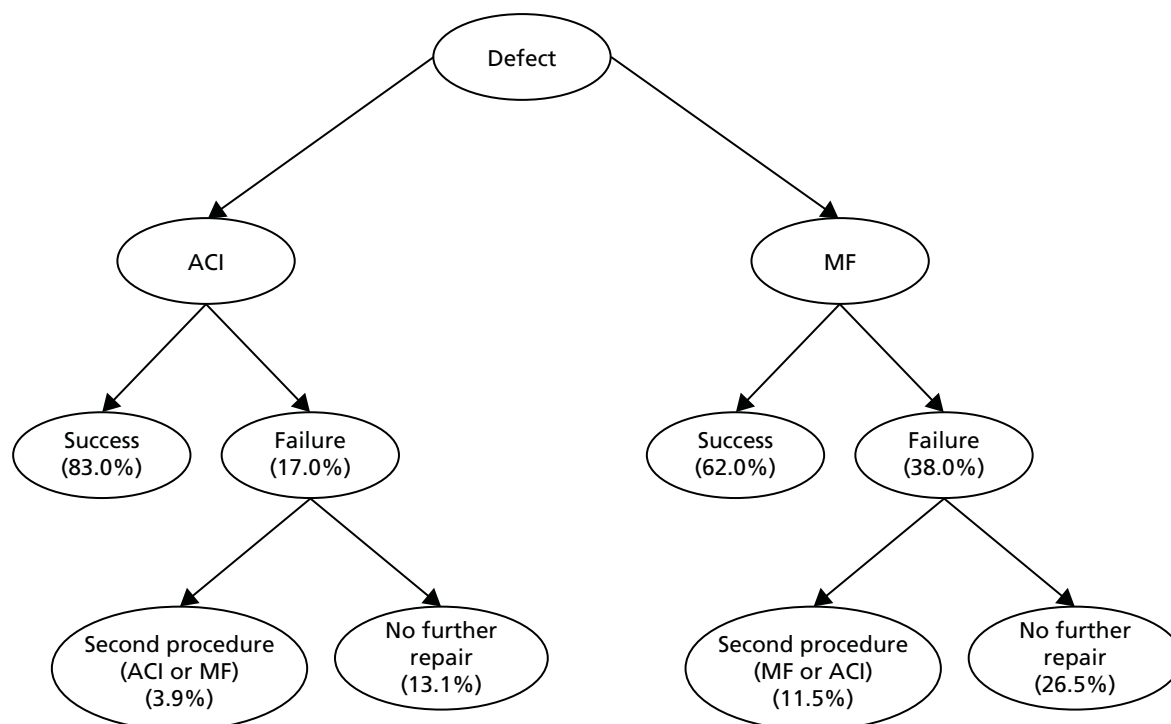 Defect
ACI
MF
Success
(83.0%)
Failure
(17.0%)
Success
(62.0%)
Failure
(38.0%)
Second procedure
(ACI or MF)
(3.9%)
No further
repair
(13.1%)
Second procedure
(MF or ACI)
(11.5%)
No further
repair
(26.5%)